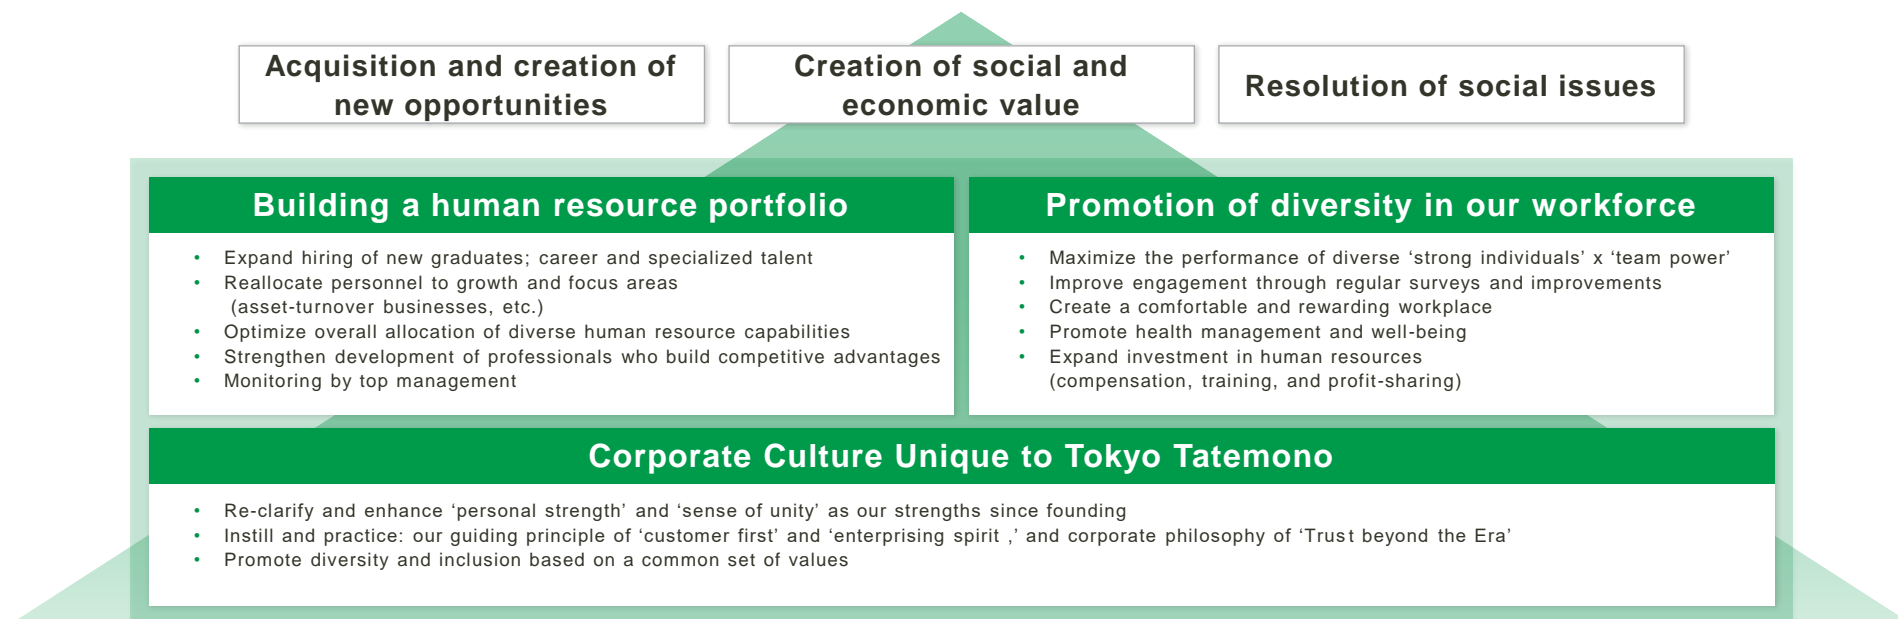 Acquisition and creation of
new opportunities
Creation of social and
economic value
Resolution of social issues
Building a human resource portfolio
• Expand hiring of new graduates; career and specialized talent
• Reallocate personnel to growth and focus areas
(asset-turnover businesses, etc.)
• Optimize overall allocation of diverse human resource capabilities
• Strengthen development of professionals who build competitive advantages
• Monitoring by top management
Promotion of diversity in our workforce
• Maximize the performance of diverse ‘strong individuals’ x ‘team power’
• Improve engagement through regular surveys and improvements
• Create a comfortable and rewarding workplace
• Promote health management and well-being
• Expand investment in human resources
(compensation, training, and profit-sharing)
Corporate Culture Unique to Tokyo Tatemono
• Re-clarify and enhance ‘personal strength’ and ‘sense of unity’ as our strengths since founding
• Instill and practice: our guiding principle of ‘customer first’ and ‘enterprising spirit ,’ and corporate philosophy of ‘Trust beyond the Era’
• Promote diversity and inclusion based on a common set of values